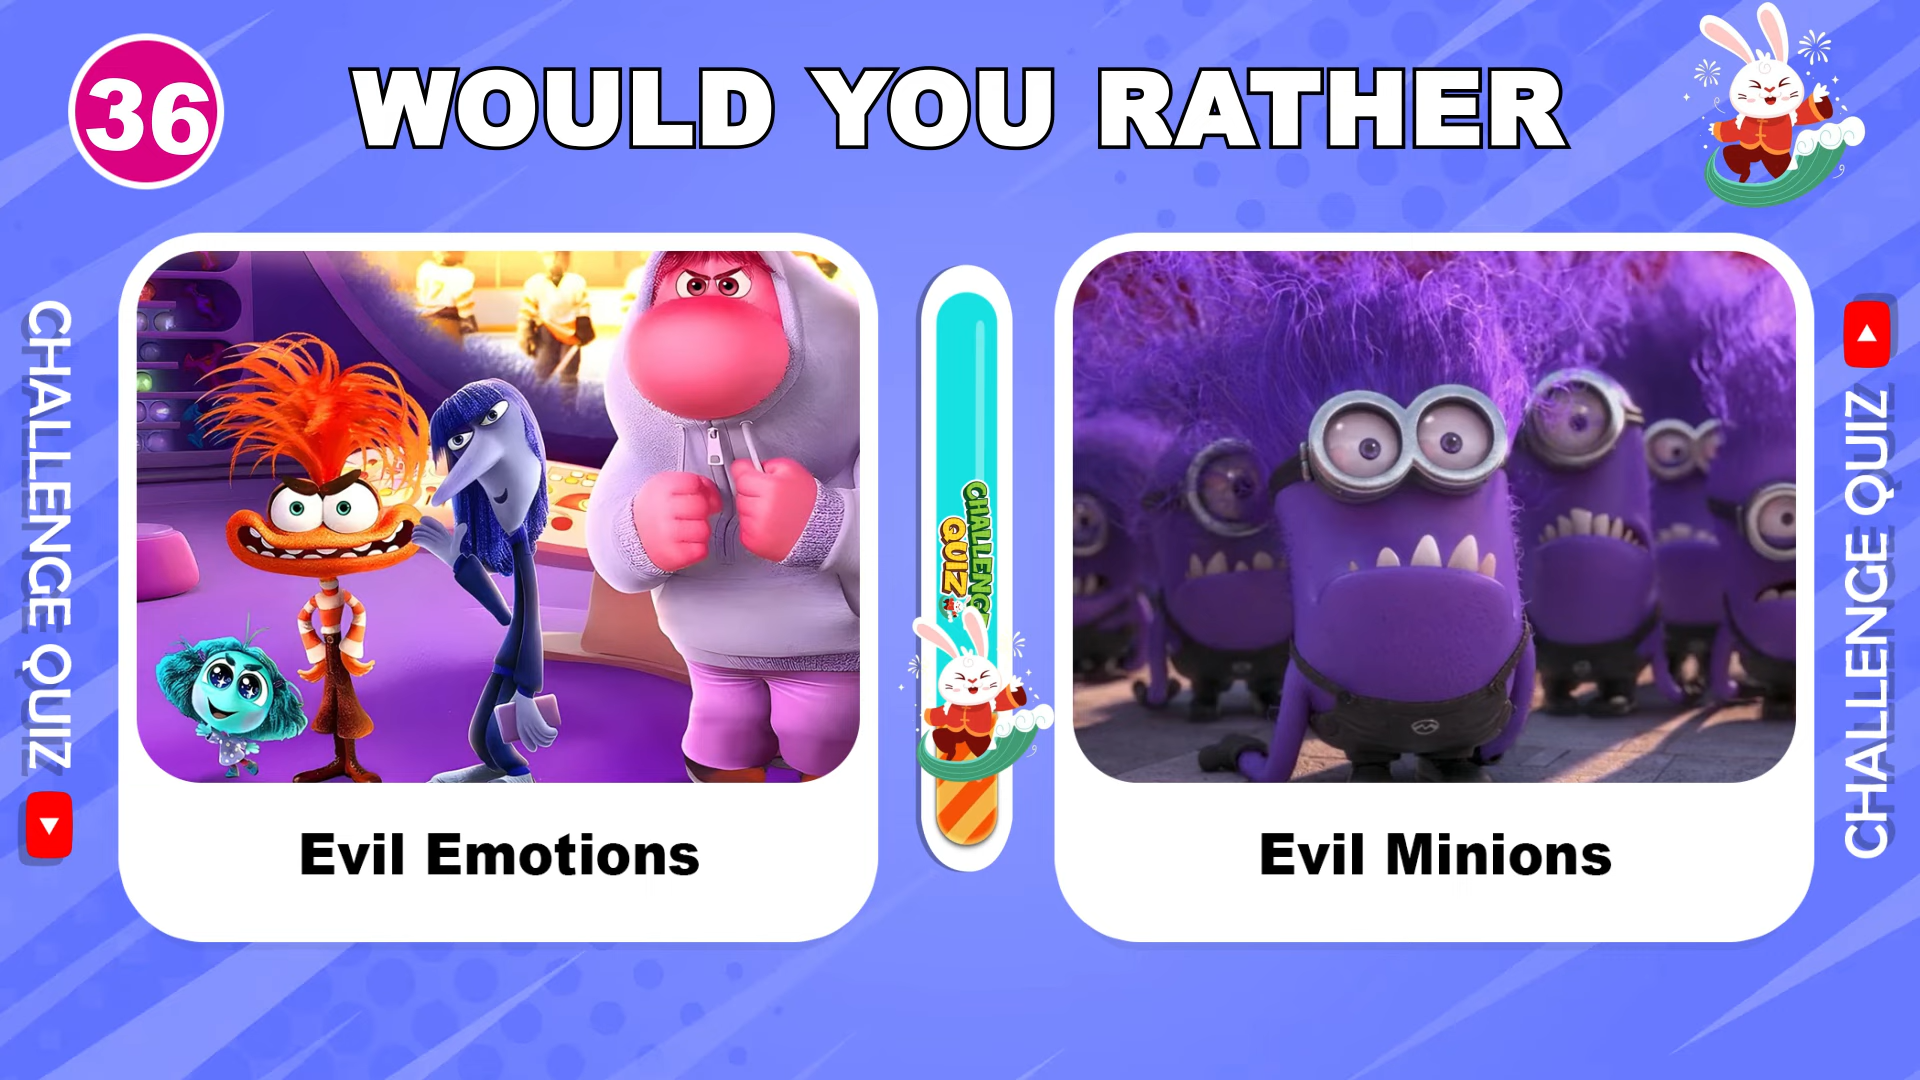 36
WOULD YOU RATHER
CHALLENGE QUIZ
CHALLENGE
QUIZ
CHALLENGE QUIZ
Evil Emotions
Evil Minions